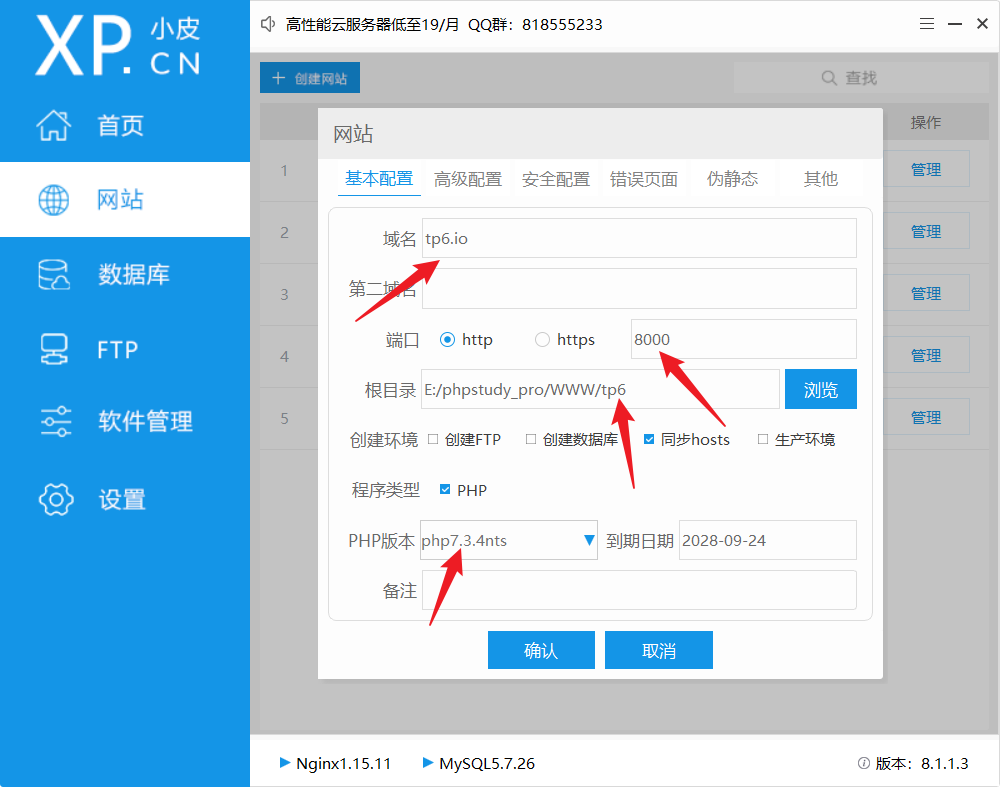 XP.CN 小皮
高性能云服务器低至19/月 QQ群：818555233
首页
网站
数据库
FTP
软件管理
设置
创建网站
查找
操作
1 管理
2 管理
3 管理
4 管理
5 管理
网站
基本配置 高级配置 安全配置 错误页面 伪静态 其他
域名 tp6.io
第二域名
端口 http https 8000
根目录 E:/phpstudy_pro/WWW/tp6 浏览
创建环境 创建FTP 创建数据库 同步hosts 生产环境
程序类型 PHP
PHP版本 php7.3.4nts 到期日期 2028-09-24
备注
确认 取消
Nginx1.15.11 MySQL5.7.26 版本：8.1.1.3